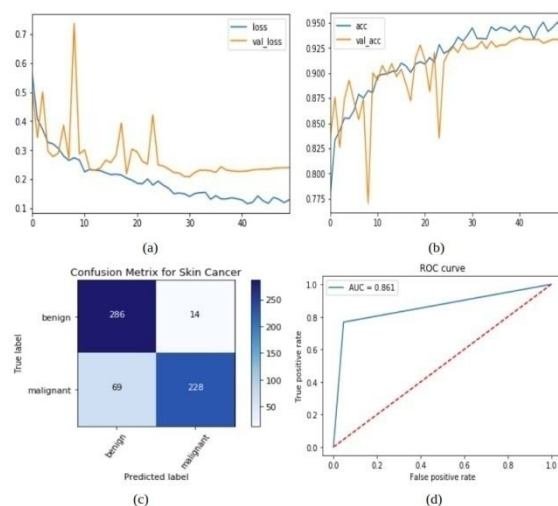 loss
val_loss
0.7
0.6
0.5
0.4
0.3
0.2
0.1
0 10 20 30 40
(a)
acc
val_acc
0.950
0.925
0.900
0.875
0.850
0.825
0.800
0.775
0 10 20 30 40
(b)
Confusion Metrix for Skin Cancer
True label
benign
malignant
286 14
69 228
benign
malignant
Predicted label
250
200
150
100
50
(c)
ROC curve
AUC = 0.861
True positive rate
1.0
0.8
0.6
0.4
0.2
0.0
0.0 0.2 0.4 0.6 0.8 1.0
False positive rate
(d)